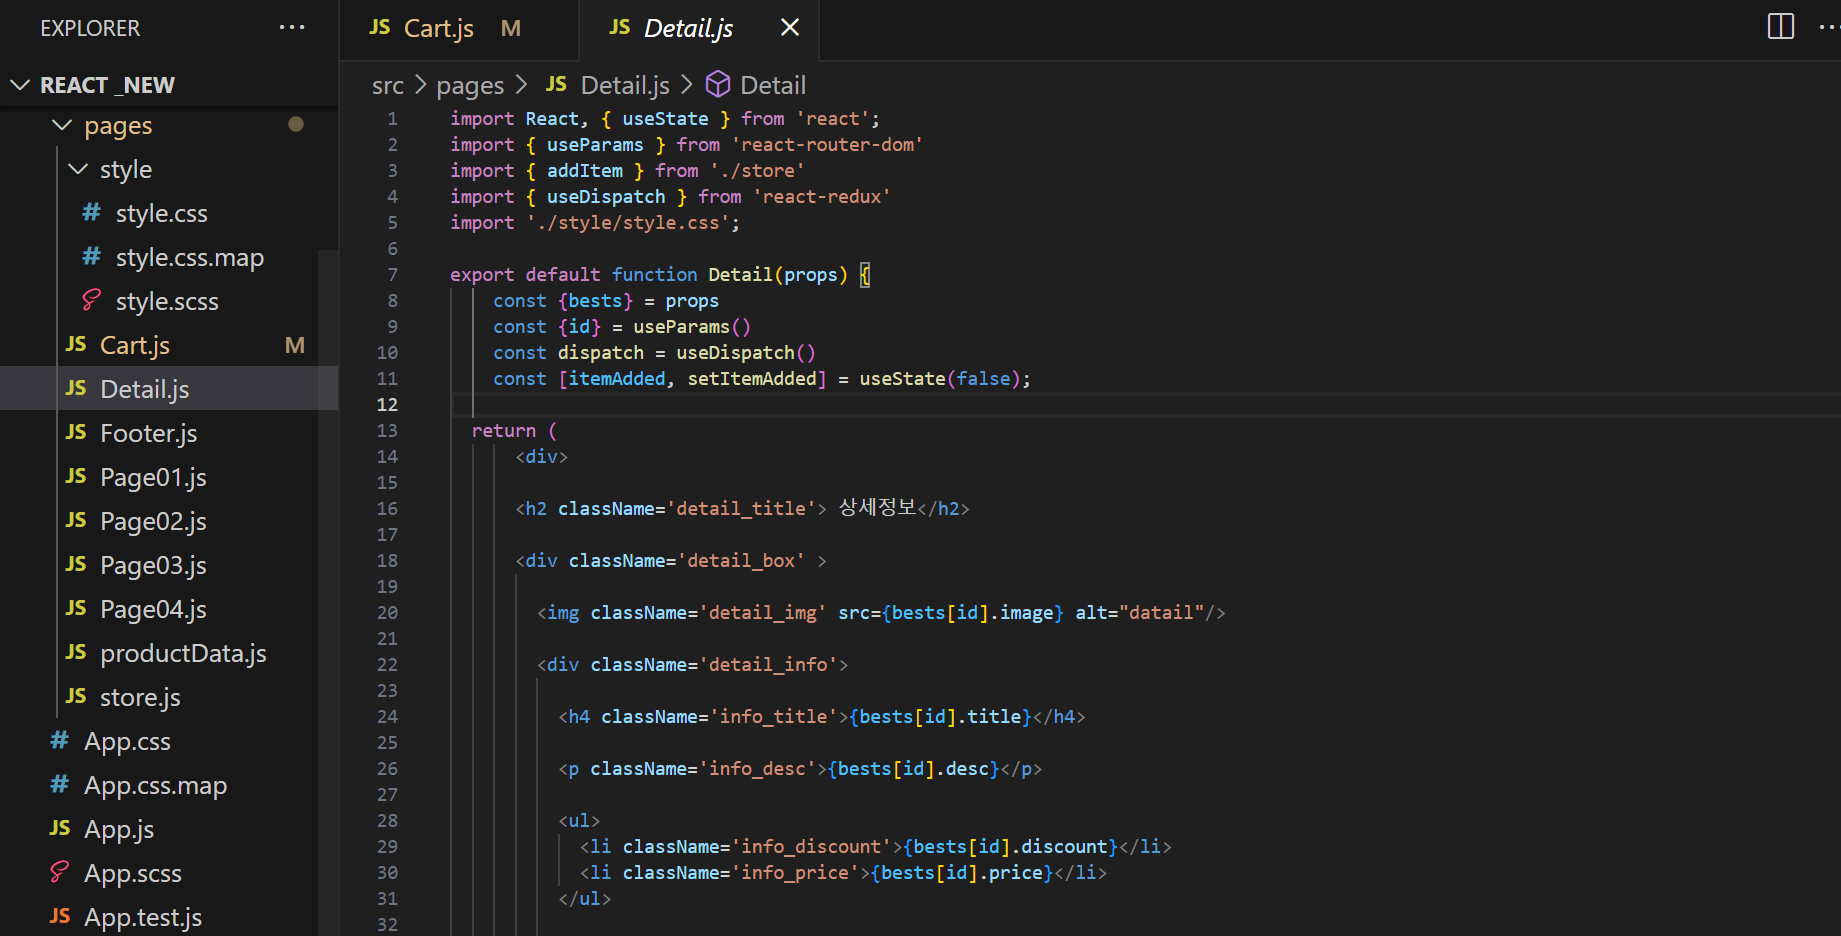 EXPLORER ···
REACT _NEW
pages
style
# style.css
# style.css.map
style.scss
JS Cart.js M
JS Detail.js
JS Footer.js
JS Page01.js
JS Page02.js
JS Page03.js
JS Page04.js
JS productData.js
JS store.js
# App.css
# App.css.map
JS App.js
App.scss
JS App.test.js
JS Cart.js M
JS Detail.js
src > pages > JS Detail.js > Detail
1 import React, { useState } from 'react';
2 import { useParams } from 'react-router-dom'
3 import { addItem } from './store'
4 import { useDispatch } from 'react-redux'
5 import './style/style.css';
6
7 export default function Detail(props) {
8 const {bests} = props
9 const {id} = useParams()
10 const dispatch = useDispatch()
11 const [itemAdded, setItemAdded] = useState(false);
12
13 return (
14 <div>
15
16 <h2 className='detail_title'> 상세정보</h2>
17
18 <div className='detail_box' >
19
20 <img className='detail_img' src={bests[id].image} alt="datail"/>
21
22 <div className='detail_info'>
23
24 <h4 className='info_title'>{bests[id].title}</h4>
25
26 <p className='info_desc'>{bests[id].desc}</p>
27
28 <ul>
29 <li className='info_discount'>{bests[id].discount}</li>
30 <li className='info_price'>{bests[id].price}</li>
31 </ul>
32